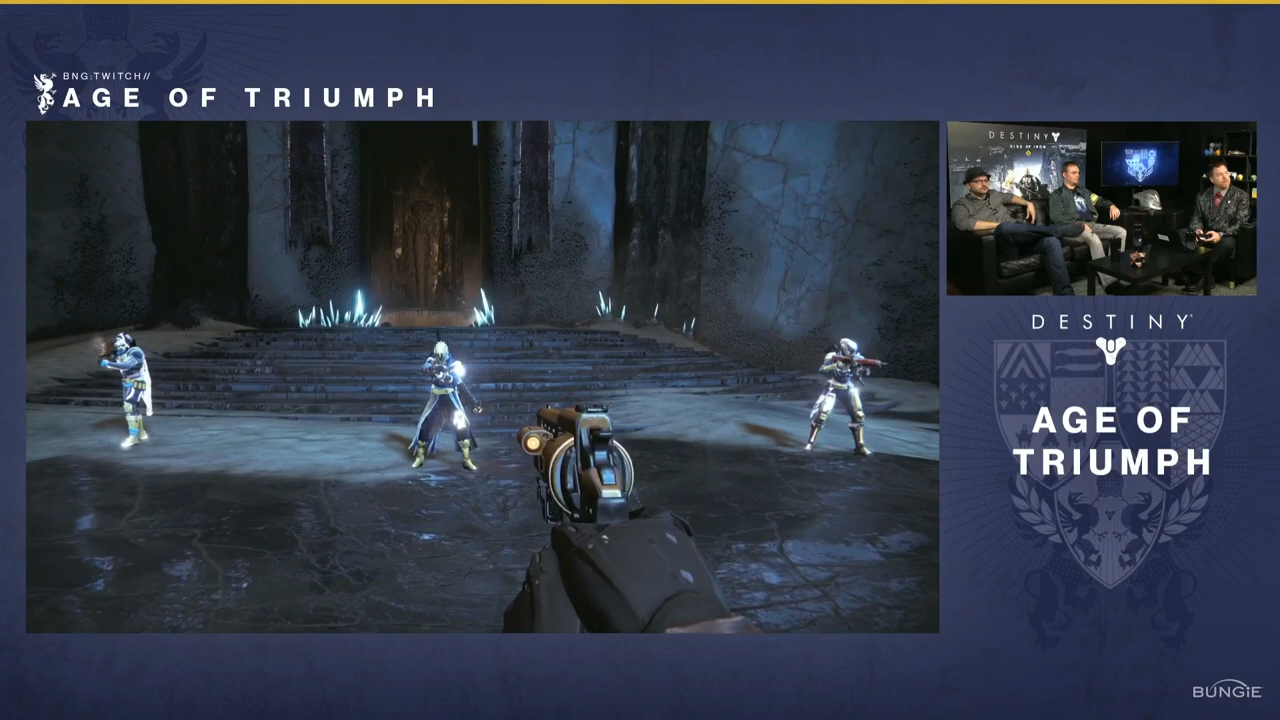 BNG:TWITCH//
AGE OF TRIUMPH
DESTINY
RISE OF IRON
DESTINY
AGE OF
TRIUMPH
BUNGiE